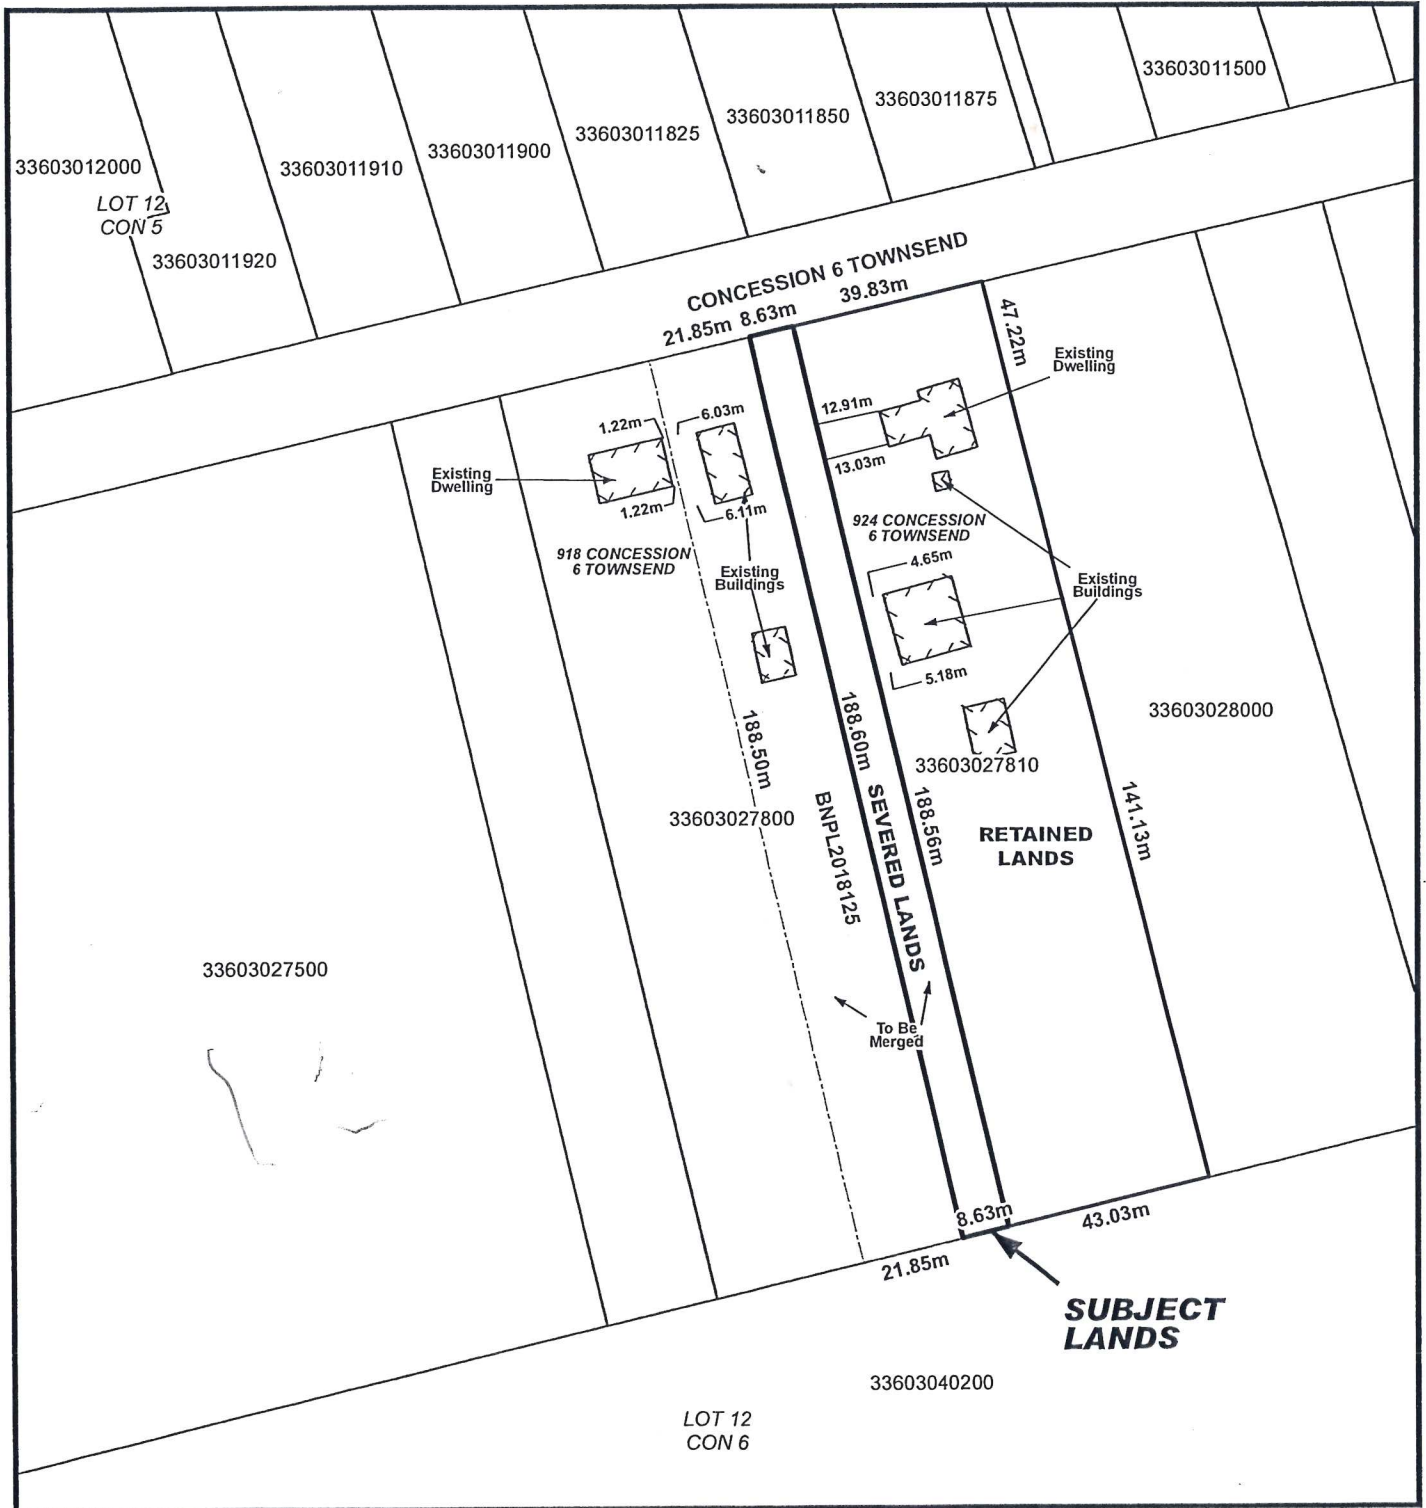 33603011500
33603011875
33603011850
33603011825
33603011900
33603011910
33603012000
LOT 12
CON 5
33603011920
CONCESSION 6 TOWNSEND
21.85m 8.63m
39.83m
47.22m
Existing
Dwelling
12.91m
13.03m
6.03m
1.22m
Existing
Dwelling
1.22m
6.11m
918 CONCESSION
6 TOWNSEND
924 CONCESSION
6 TOWNSEND
Existing
Buildings
4.65m
Existing
Buildings
5.18m
188.50m
188.60m
33603028000
33603027810
33603027800
BNPL2018125
SEVERED LANDS
188.56m
RETAINED
LANDS
141.13m
33603027500
To Be
Merged
8.63m
43.03m
21.85m
SUBJECT
LANDS
33603040200
LOT 12
CON 6